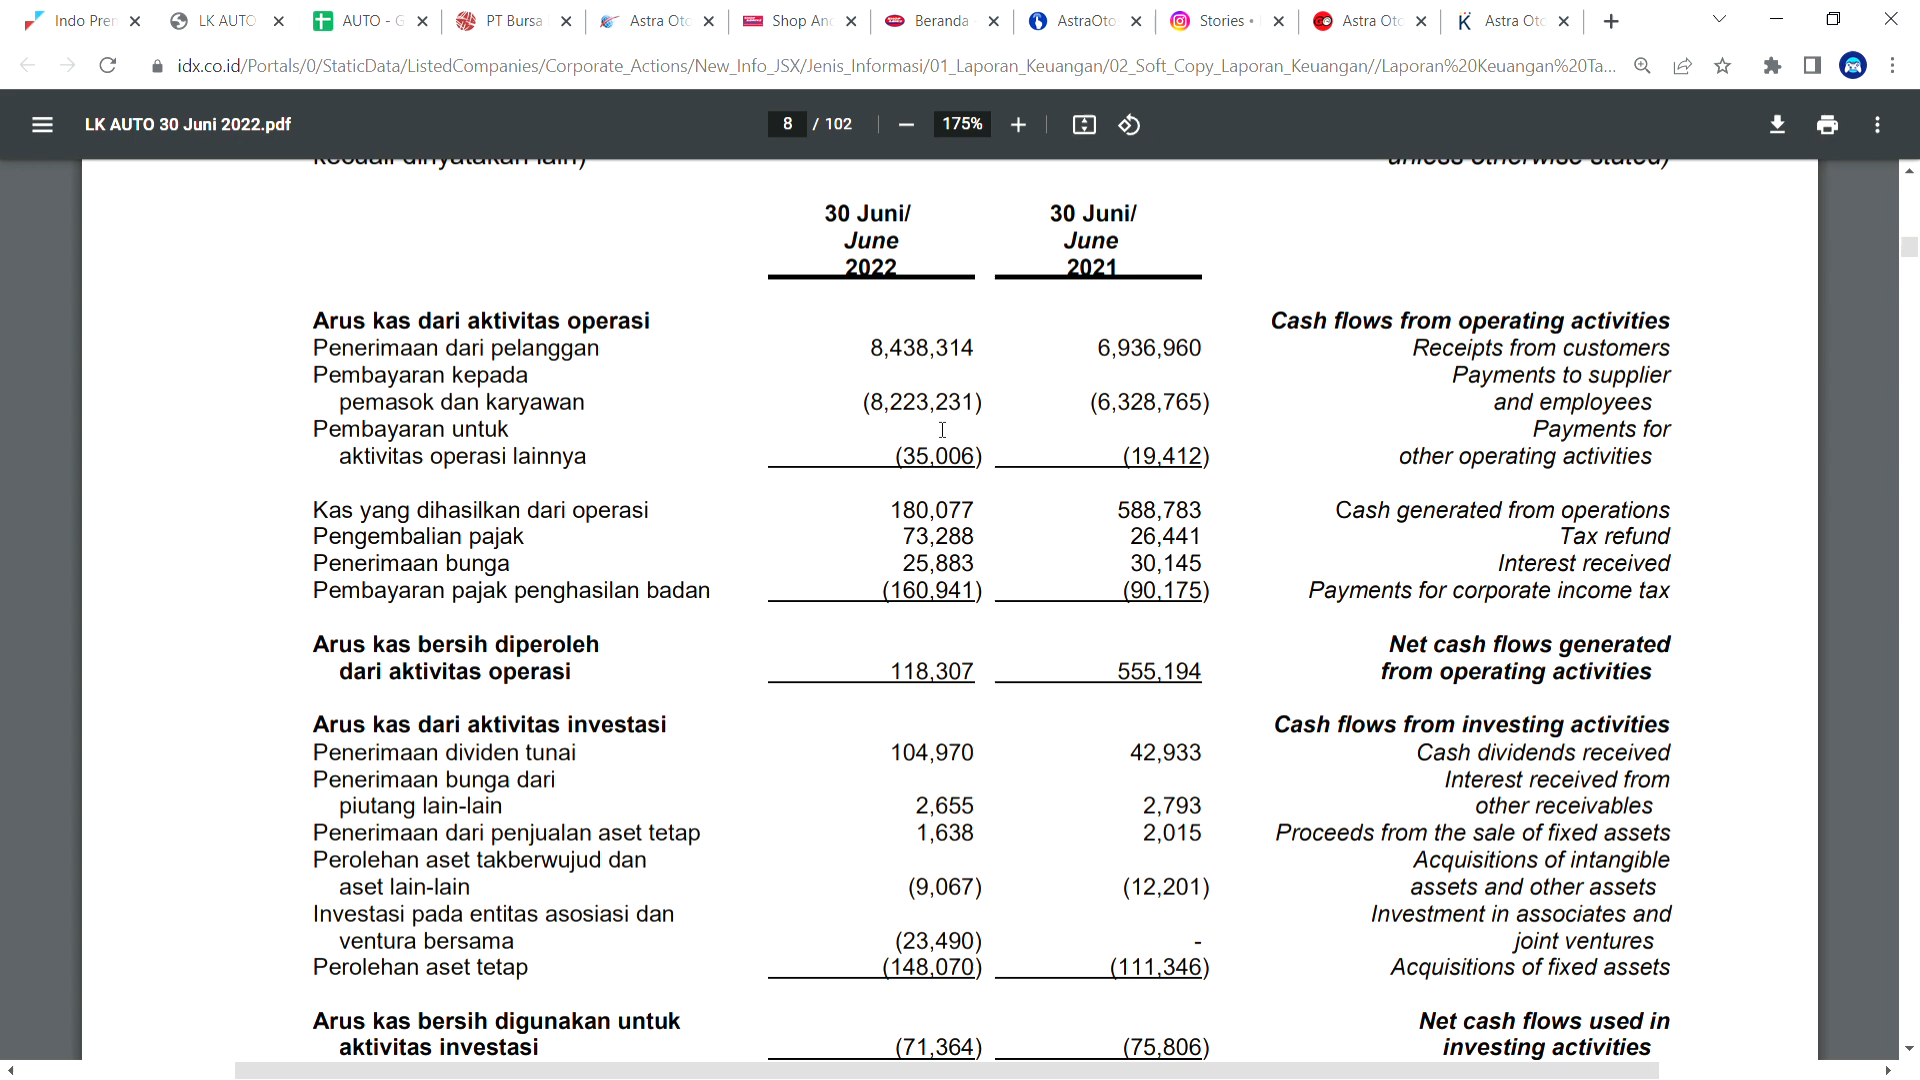 Indo Prer
LK AUTO
AUTO - G
PT Bursa
Astra Oto
Shop And
Beranda
AstraOto
Stories •
Astra Oto
Astra Oto
idx.co.id/Portals/0/StaticData/ListedCompanies/Corporate_Actions/New_Info_JSX/Jenis_Informasi/01_Laporan_Keuangan/02_Soft_Copy_Laporan_Keuangan//Laporan%20Keuangan%20Ta...
LK AUTO 30 Juni 2022.pdf
8 / 102
175%
kecuali dinyatakan lain) unless otherwise stated)
30 Juni/ 30 Juni/
June June
2022 2021
Arus kas dari aktivitas operasi Cash flows from operating activities
Penerimaan dari pelanggan 8,438,314 6,936,960 Receipts from customers
Pembayaran kepada Payments to supplier
pemasok dan karyawan (8,223,231) (6,328,765) and employees
Pembayaran untuk Payments for
aktivitas operasi lainnya (35,006) (19,412) other operating activities
Kas yang dihasilkan dari operasi 180,077 588,783 Cash generated from operations
Pengembalian pajak 73,288 26,441 Tax refund
Penerimaan bunga 25,883 30,145 Interest received
Pembayaran pajak penghasilan badan (160,941) (90,175) Payments for corporate income tax
Arus kas bersih diperoleh Net cash flows generated
dari aktivitas operasi 118,307 555,194 from operating activities
Arus kas dari aktivitas investasi Cash flows from investing activities
Penerimaan dividen tunai 104,970 42,933 Cash dividends received
Penerimaan bunga dari Interest received from
piutang lain-lain 2,655 2,793 other receivables
Penerimaan dari penjualan aset tetap 1,638 2,015 Proceeds from the sale of fixed assets
Perolehan aset takberwujud dan Acquisitions of intangible
aset lain-lain (9,067) (12,201) assets and other assets
Investasi pada entitas asosiasi dan Investment in associates and
ventura bersama (23,490) - joint ventures
Perolehan aset tetap (148,070) (111,346) Acquisitions of fixed assets
Arus kas bersih digunakan untuk Net cash flows used in
aktivitas investasi (71,364) (75,806) investing activities